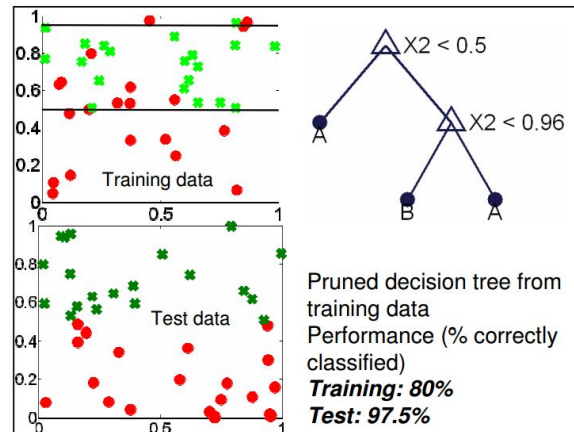 1
0.8
0.6
0.4
0.2
0
0
0.5
1
Training data
X2 < 0.5
X2 < 0.96
A
B
A
1
0.8
0.6
0.4
0.2
0
0
0.5
1
Test data
Pruned decision tree from
training data
Performance (% correctly
classified)
Training: 80%
Test: 97.5%